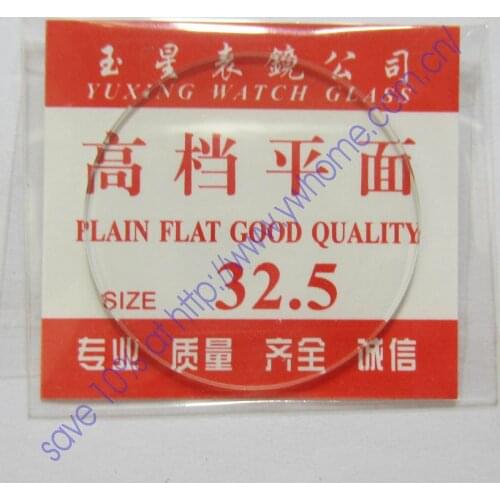 玉星表鏡公司
YUXING WATCH GLASS
高档平面
PLAIN FLAT GOOD QUALITY
SIZE 32.5
专业 质量 齐全 诚信
save 10% at http://www.ywhome.com.cn/